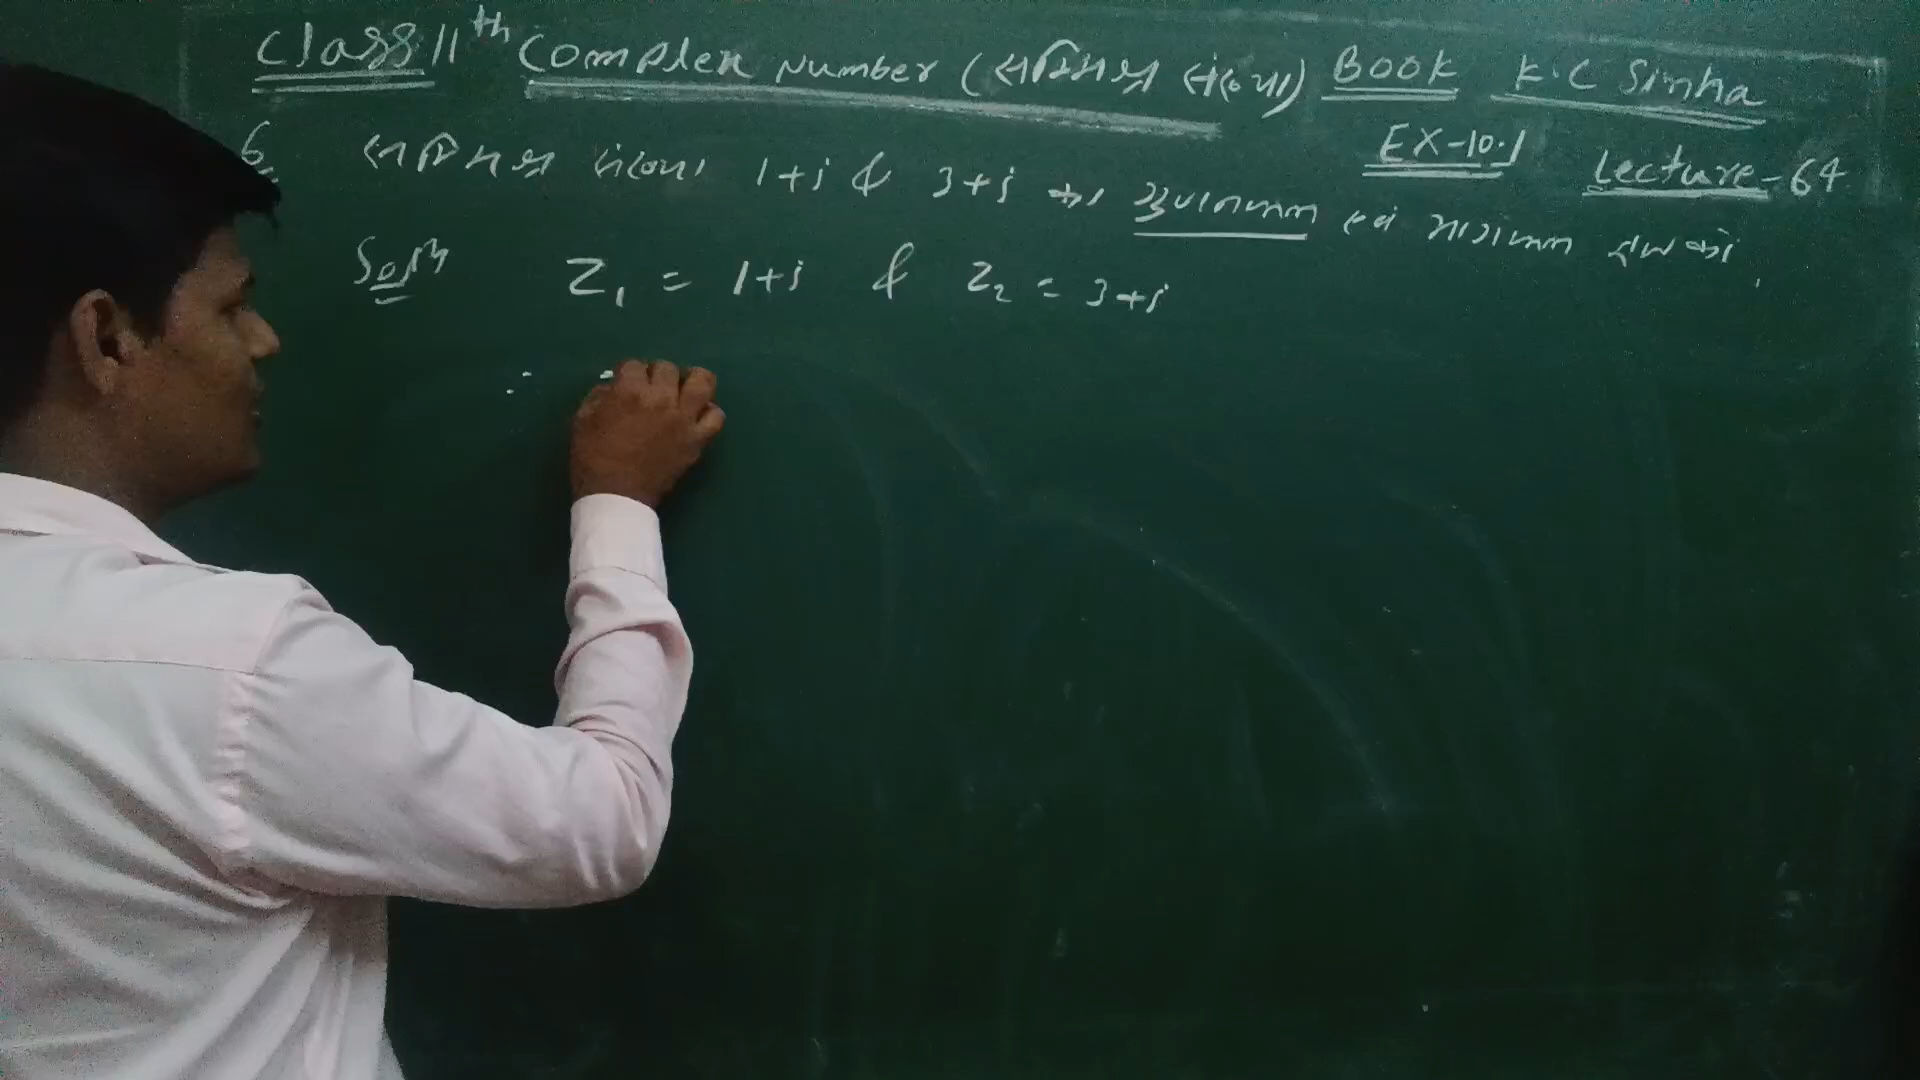 Class 11th Complex Number (सम्मिश्र संख्या) Book K.C Sinha
EX-10.1 Lecture-64
6 सम्मिश्र संख्या 1+i & 3+i का गुणनफल एवं भागफल ज्ञात करें।
Soln Z1 = 1+i & Z2 = 3+i
∴